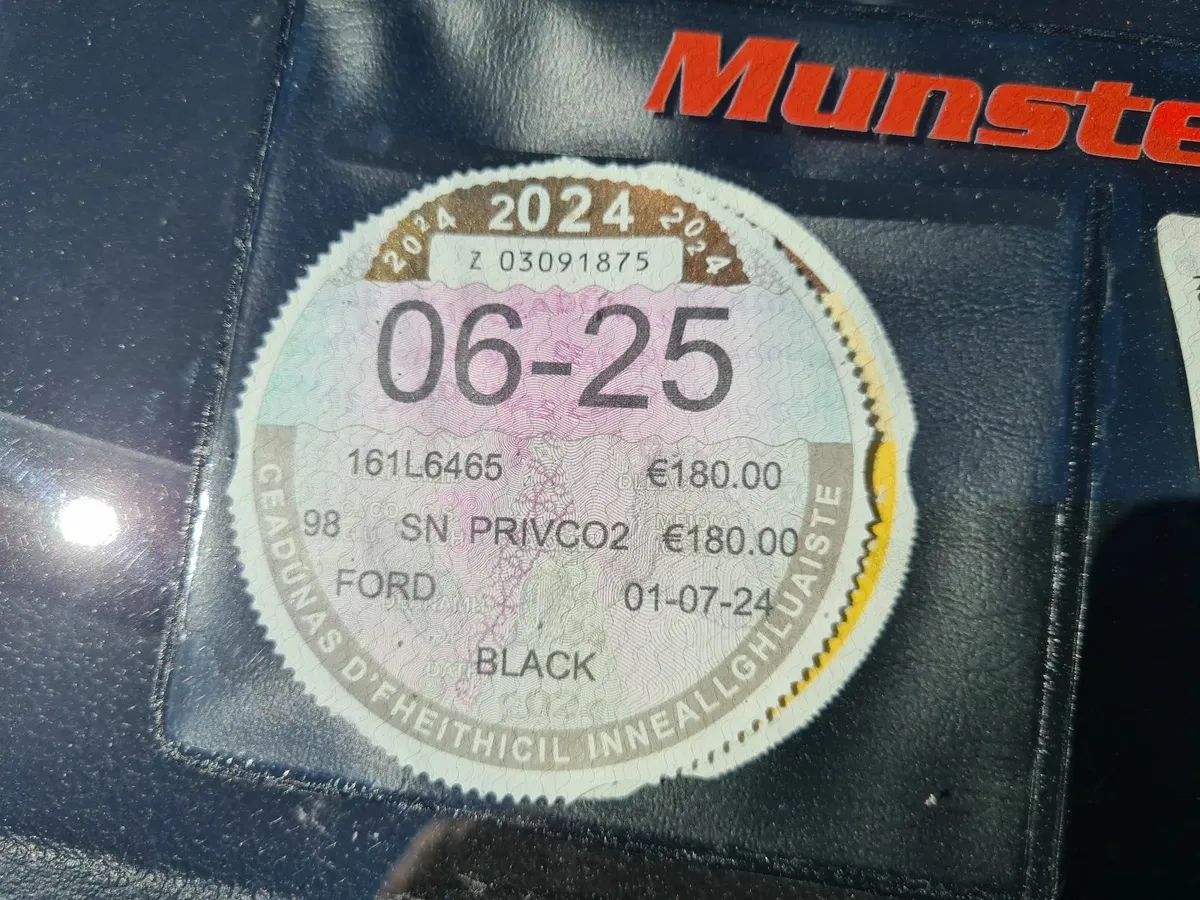 Munste
2024 2024 2024
Z 03091875
06-25
161L6465 €180.00
98 SN PRIVCO2 €180.00
FORD 01-07-24
BLACK
CEADÚNAS D'FHEITHICIL INNEALLGHLUAISTE